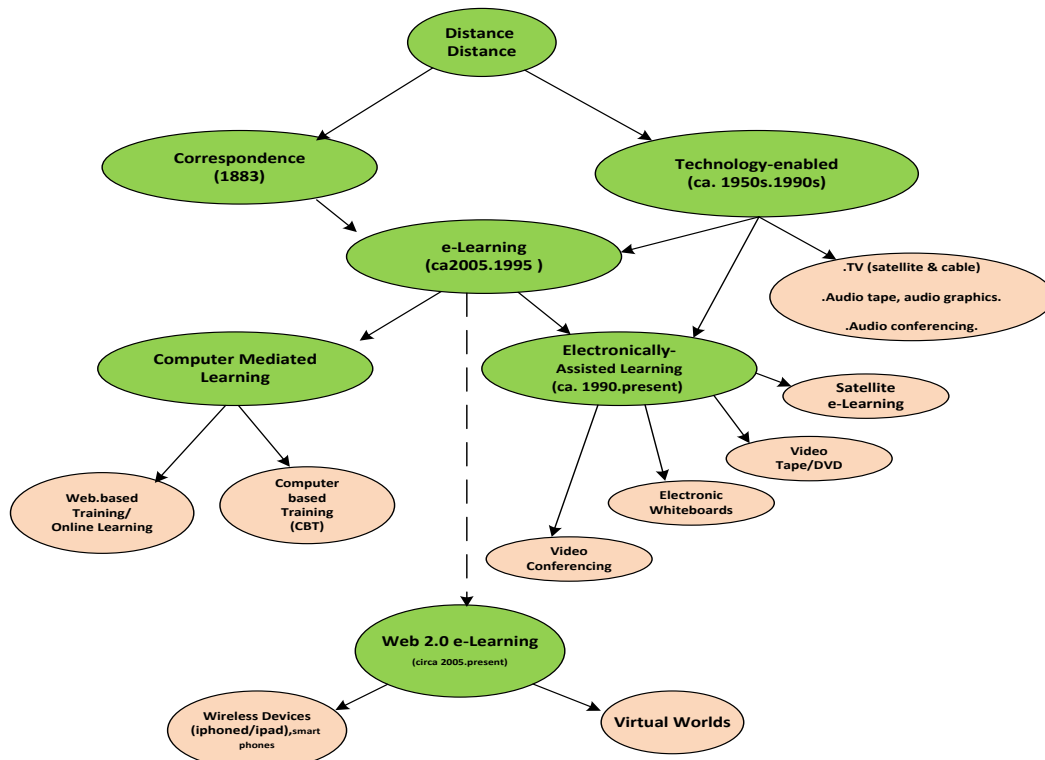 Distance
Distance
Correspondence
(1883)
Technology-enabled
(ca. 1950s.1990s)
e-Learning
(ca2005.1995 )
.TV (satellite & cable)
.Audio tape, audio graphics.
.Audio conferencing.
Computer Mediated
Learning
Electronically-
Assisted Learning
(ca. 1990.present)
Satellite
e-Learning
Video
Tape/DVD
Electronic
Whiteboards
Video
Conferencing
Web.based
Training/
Online Learning
Computer
based
Training
(CBT)
Web 2.0 e-Learning
(circa 2005.present)
Wireless Devices
(iphoned/ipad),smart
phones
Virtual Worlds